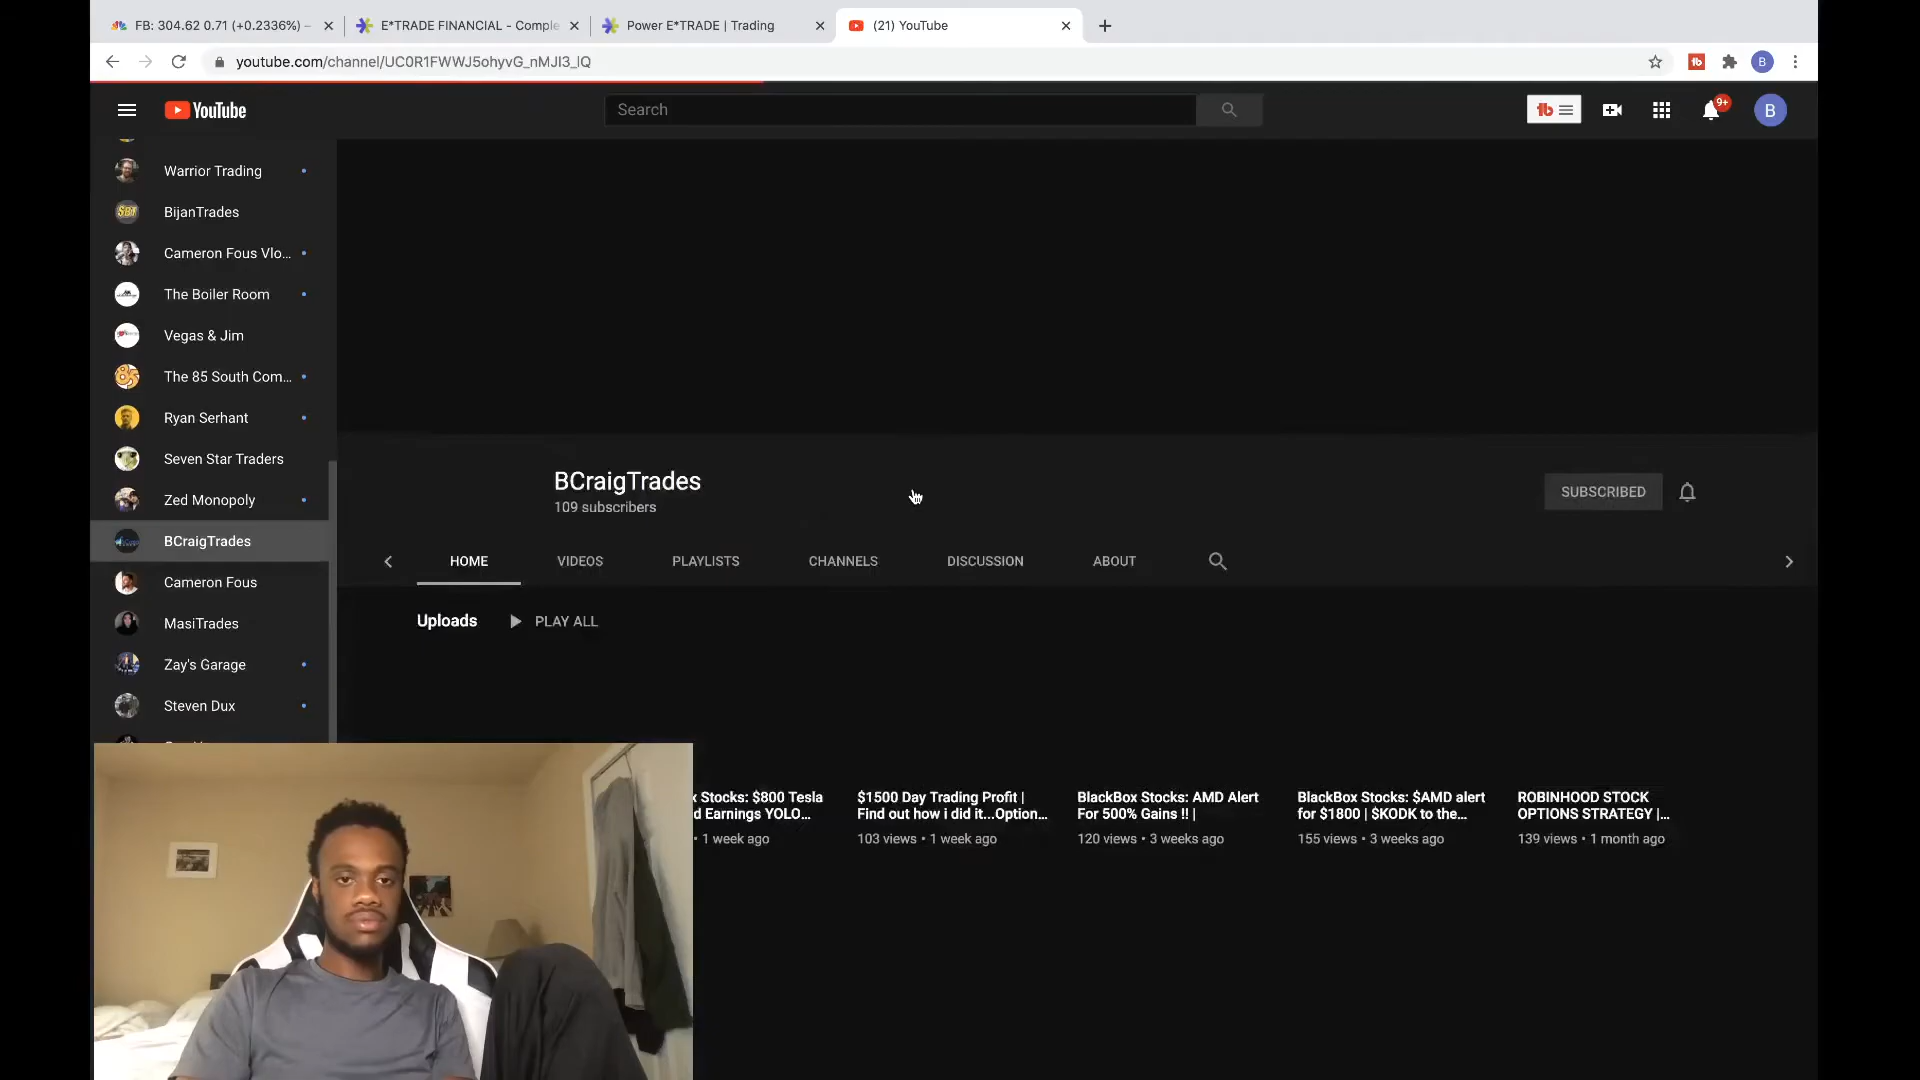 FB: 304.62 0.71 (+0.2336%) –
E*TRADE FINANCIAL - Comple
Power E*TRADE | Trading
(21) YouTube
youtube.com/channel/UC0R1FWWJ5ohyvG_nMJI3_lQ
B
YouTube
Search
9+
B
Warrior Trading
BijanTrades
Cameron Fous Vlo...
The Boiler Room
Vegas & Jim
The 85 South Com...
Ryan Serhant
Seven Star Traders
Zed Monopoly
BCraigTrades
Cameron Fous
MasiTrades
Zay's Garage
Steven Dux
BCraigTrades
109 subscribers
SUBSCRIBED
HOME
VIDEOS
PLAYLISTS
CHANNELS
DISCUSSION
ABOUT
Uploads
PLAY ALL
x Stocks: $800 Tesla
d Earnings YOLO...
• 1 week ago
$1500 Day Trading Profit |
Find out how i did it...Option...
103 views • 1 week ago
BlackBox Stocks: AMD Alert
For 500% Gains !! |
120 views • 3 weeks ago
BlackBox Stocks: $AMD alert
for $1800 | $KODK to the...
155 views • 3 weeks ago
ROBINHOOD STOCK
OPTIONS STRATEGY |...
139 views • 1 month ago